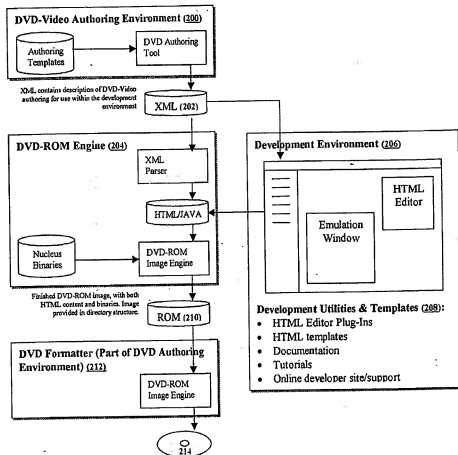 DVD-Video Authoring Environment (200)
Authoring
Templates
DVD Authoring
Tool
XML contains description of DVD-Video
authoring for use within the development
environment
XML (202)
DVD-ROM Engine (204)
XML
Parser
HTML/JAVA
Nucleus
Binaries
DVD-ROM
Image Engine
Finished DVD-ROM image, with both
HTML content and binaries. Image
provided in directory structure.
ROM (210)
DVD Formatter (Part of DVD Authoring
Environment) (212)
DVD-ROM
Image Engine
214
Development Environment (206)
HTML
Editor
Emulation
Window
Development Utilities & Templates (208):
• HTML Editor Plug-Ins
• HTML templates
• Documentation
• Tutorials
• Online developer site/support